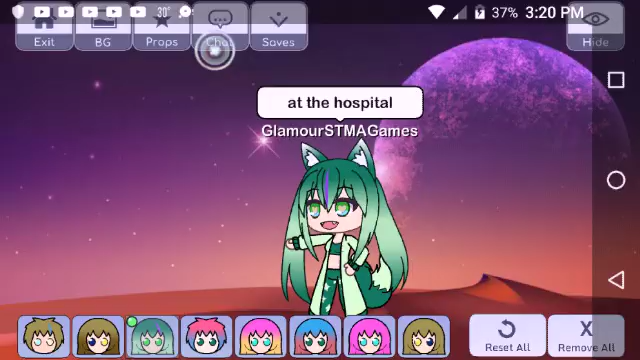 30° 37% 3:20 PM
Exit BG Props Chat Saves Hide
at the hospital
GlamourSTMAGames
Reset All Remove All